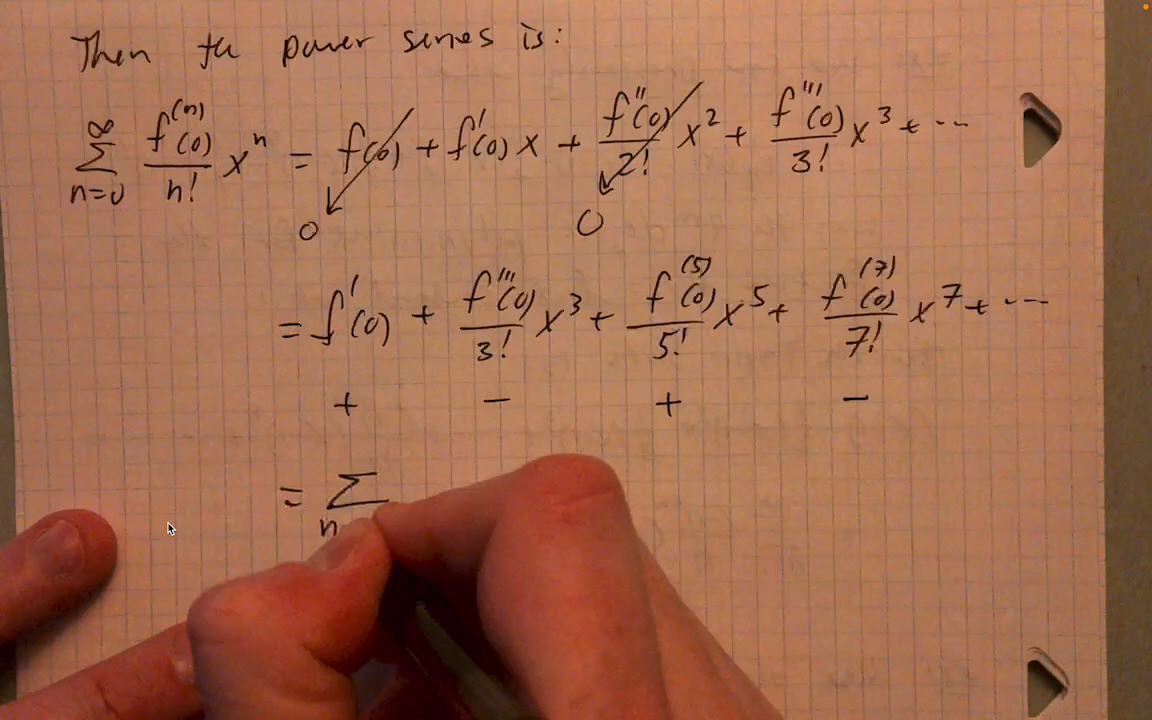 Then the power series is:
∞∑n=0 f⁽ⁿ⁾(0)/n! xⁿ = f(0) + f'(0)x + f''(0)/2! x² + f'''(0)/3! x³ + ...
0 0
= f'(0) + f'''(0)/3! x³ + f⁽⁵⁾(0)/5! x⁵ + f⁽⁷⁾(0)/7! x⁷ + ...
+ − + −
= ∑n